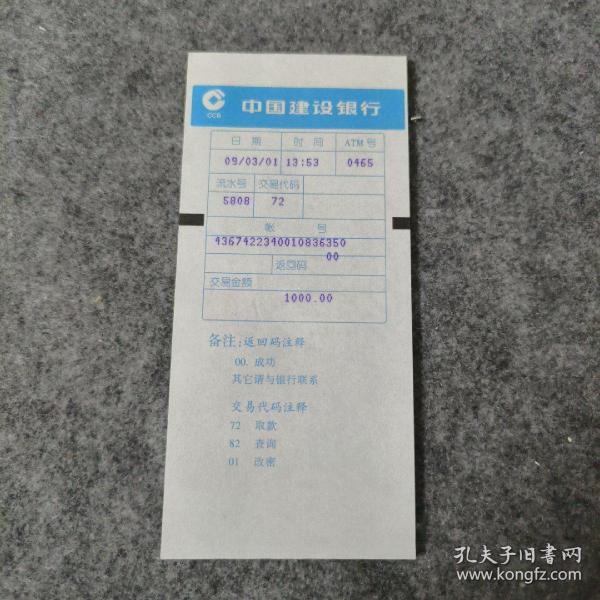 CCB
中国建设银行
日 期 时 间 ATM 号
09/03/01 13:53 0465
流水号 交易代码
5808 72
帐 号
4367422340010836350
00
返回码
交易金额
1000.00
备注:返回码注释
00. 成功
其它请与银行联系
交易代码注释
72 取款
82 查询
01 改密
孔夫子旧書网
www.kongfz.com